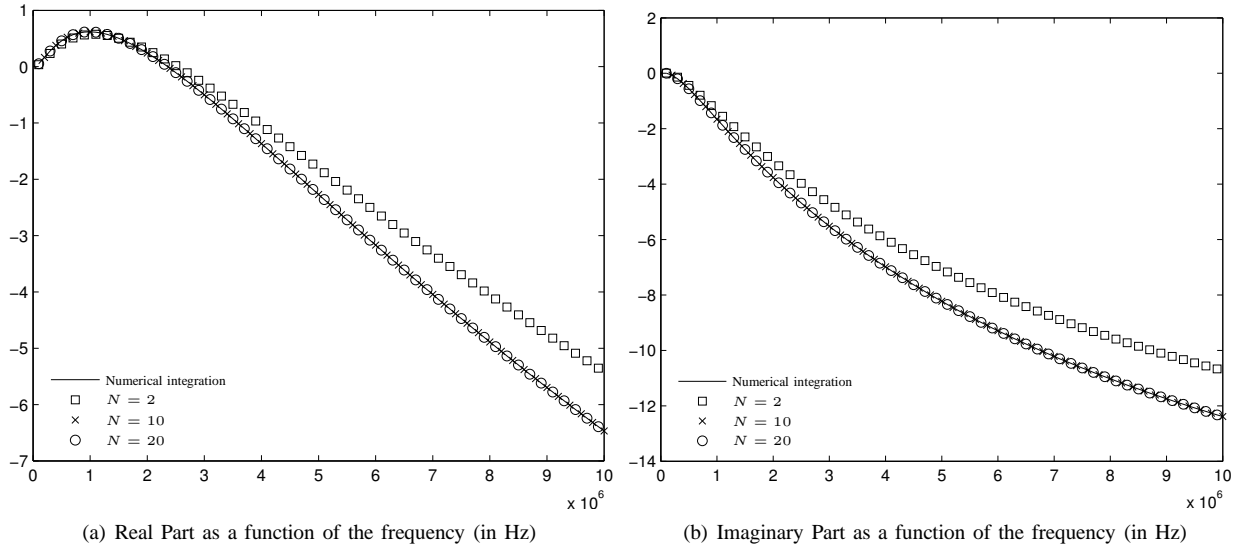 1
0
−1
−2
−3
−4
−5
−6
−7
0 1 2 3 4 5 6 7 8 9 10
x 10^6
Numerical integration
N = 2
N = 10
N = 20
(a) Real Part as a function of the frequency (in Hz)
2
0
−2
−4
−6
−8
−10
−12
−14
0 1 2 3 4 5 6 7 8 9 10
x 10^6
Numerical integration
N = 2
N = 10
N = 20
(b) Imaginary Part as a function of the frequency (in Hz)